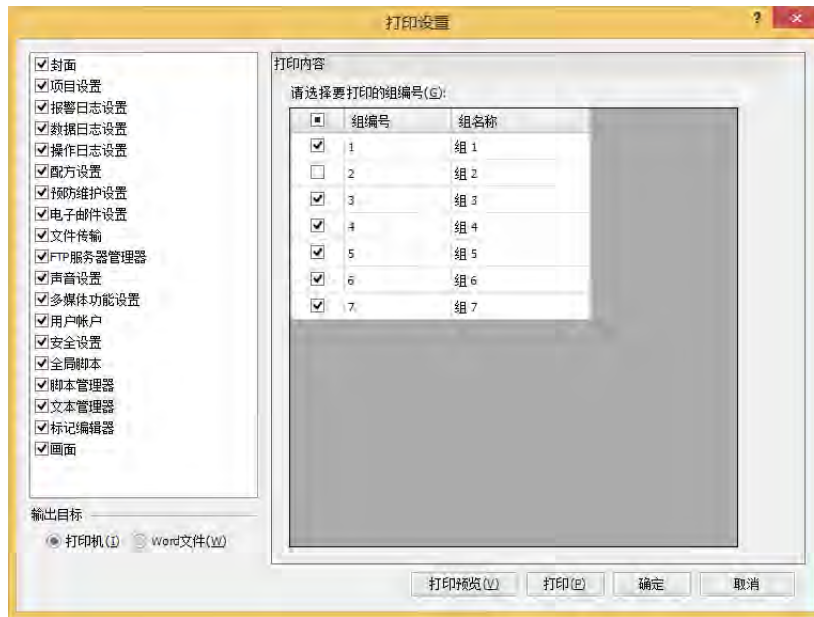 打印设置
?
封面
项目设置
报警日志设置
数据日志设置
操作日志设置
配方设置
预防维护设置
电子邮件设置
文件传输
FTP服务器管理器
声音设置
多媒体功能设置
用户帐户
安全设置
全局脚本
脚本管理器
文本管理器
标记编辑器
画面
输出目标
打印机(I) Word文件(W)
打印内容
请选择要打印的组编号(G):
组编号 组名称
1 组 1
2 组 2
3 组 3
4 组 4
5 组 5
6 组 6
7 组 7
打印预览(V) 打印(P) 确定 取消